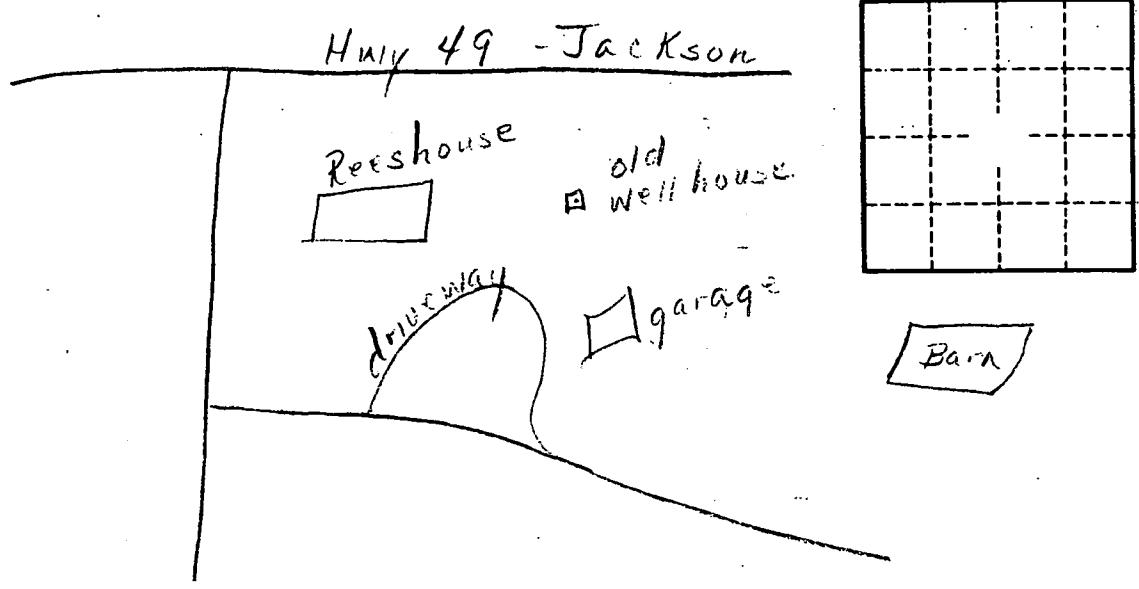 Hwy 49 - Jackson
Reeshouse
old
well house
driveway
garage
Barn